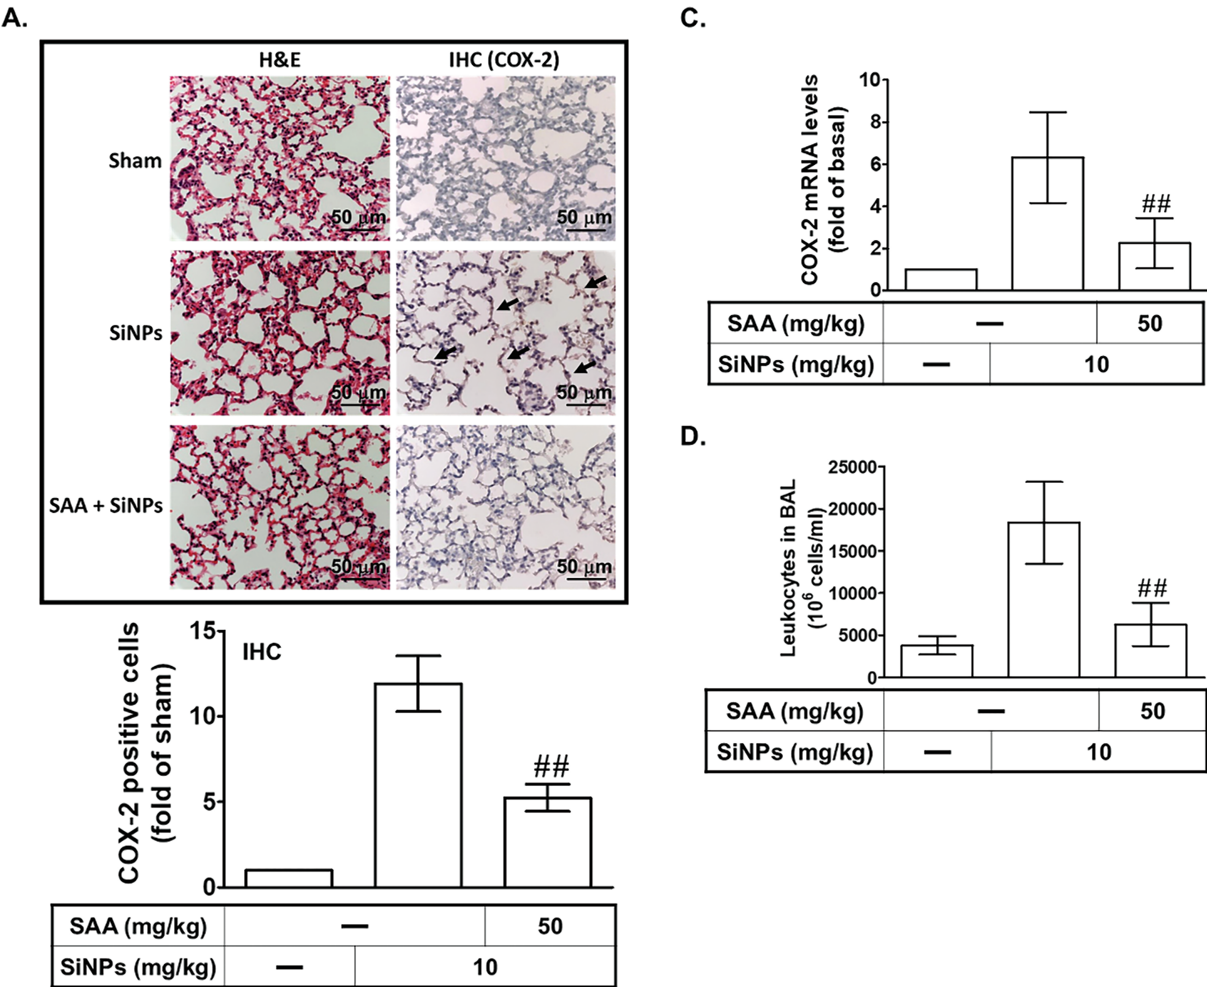 A.
H&E IHC (COX-2)
Sham
50 μm 50 μm
SiNPs
50 μm 50 μm
SAA + SiNPs
50 μm 50 μm
COX-2 positive cells
(fold of sham)
IHC
15
10
5
0
##
SAA (mg/kg) — 50
SiNPs (mg/kg) — 10
C.
COX-2 mRNA levels
(fold of basal)
10
8
6
4
2
0
##
SAA (mg/kg) — 50
SiNPs (mg/kg) — 10
D.
Leukocytes in BAL
(10⁶ cells/ml)
25000
20000
15000
10000
5000
0
##
SAA (mg/kg) — 50
SiNPs (mg/kg) — 10